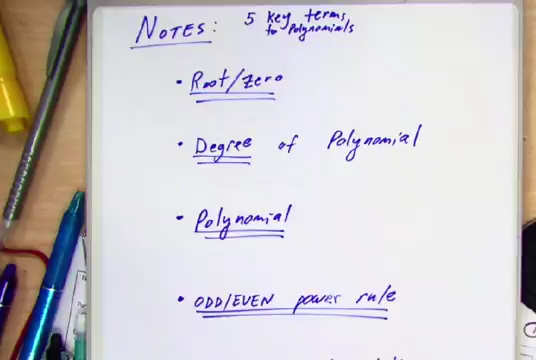 NOTES: 5 key terms
to Polynomials
• Root/zero
• Degree of Polynomial
• Polynomial
• ODD/EVEN power rule